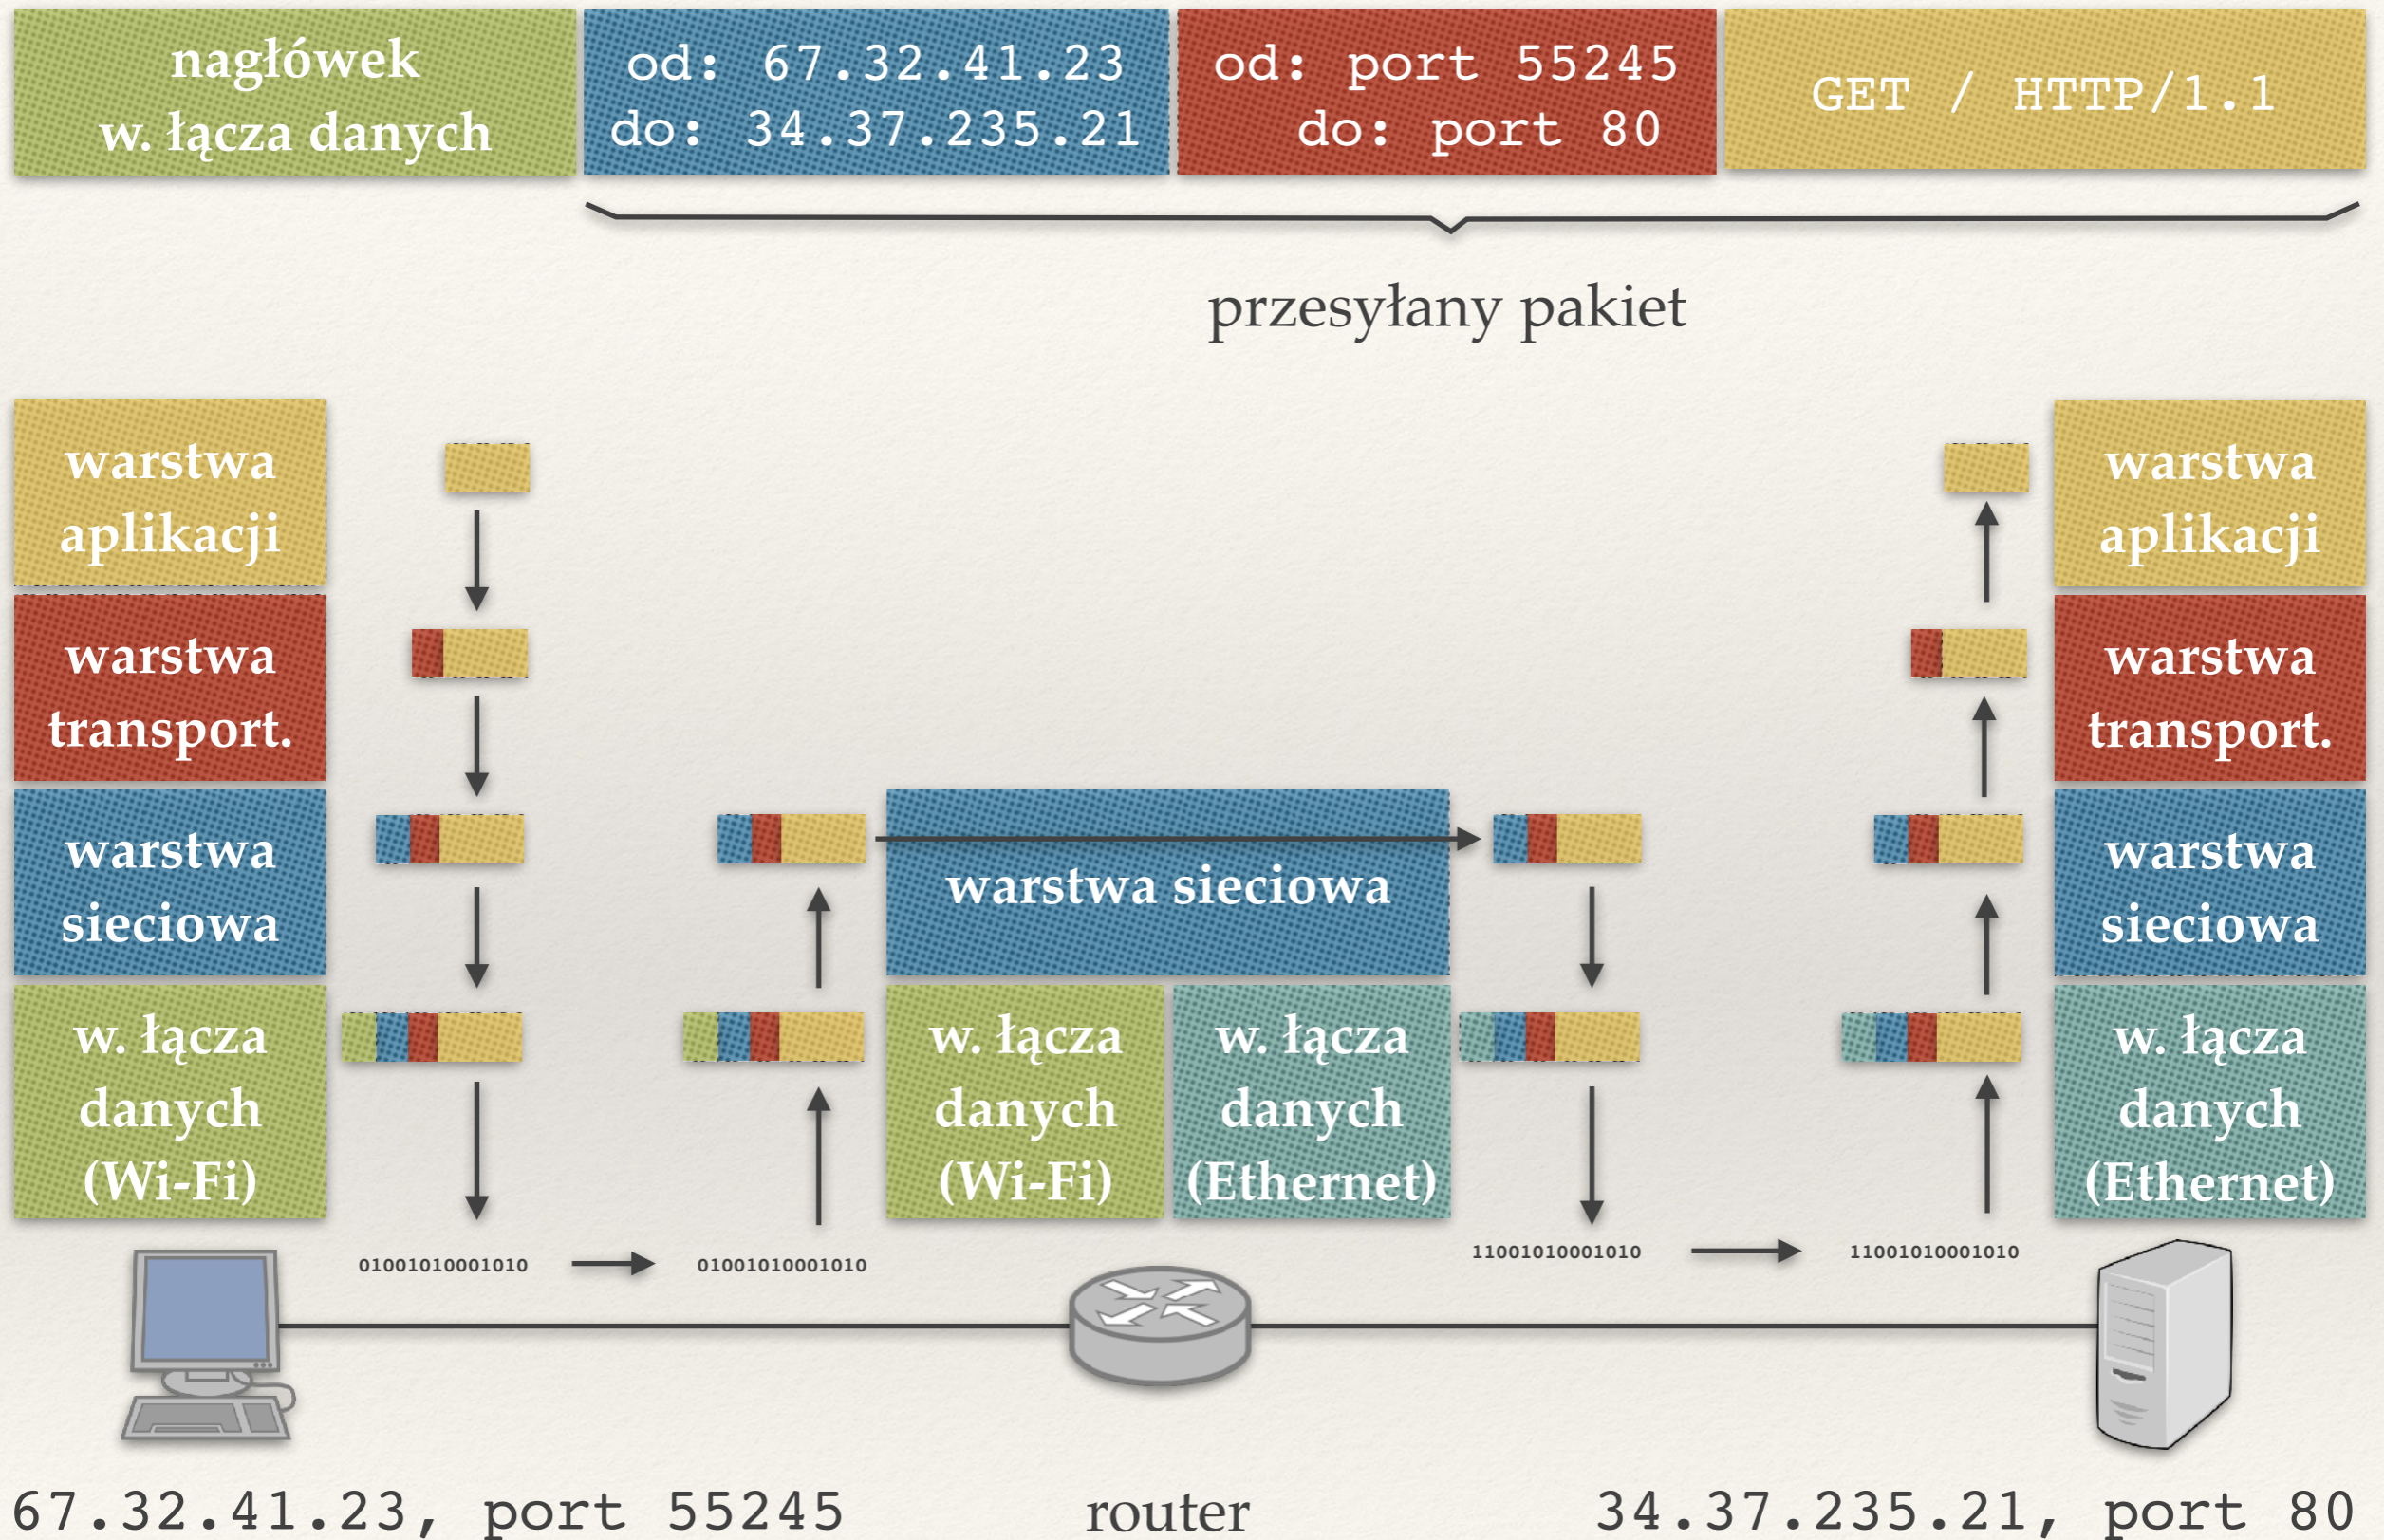 nagłówek
w. łącza danych
od: 67.32.41.23
do: 34.37.235.21
od: port 55245
do: port 80
GET / HTTP/1.1
przesyłany pakiet
warstwa
aplikacji
warstwa
transport.
warstwa
sieciowa
w. łącza
danych
(Wi-Fi)
warstwa sieciowa
w. łącza
danych
(Wi-Fi)
w. łącza
danych
(Ethernet)
warstwa
aplikacji
warstwa
transport.
warstwa
sieciowa
w. łącza
danych
(Ethernet)
01001010001010
01001010001010
11001010001010
11001010001010
67.32.41.23, port 55245
router
34.37.235.21, port 80